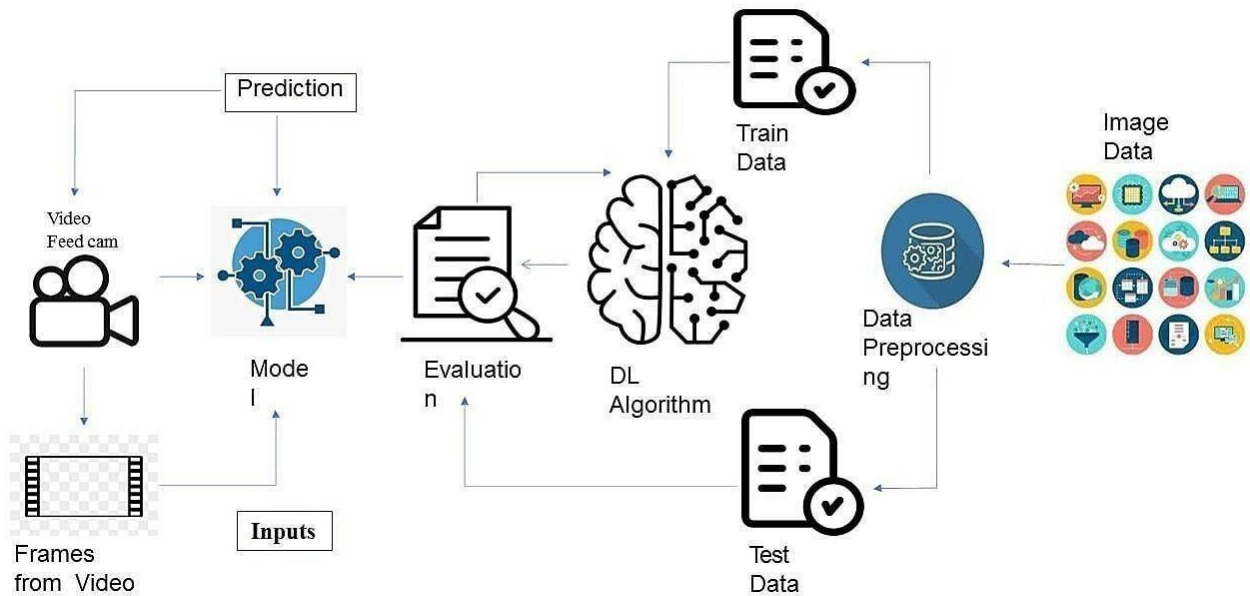 Prediction
Train
Data
Image
Data
Video
Feed cam
Data
Preprocessi
ng
Mode
l
Evaluatio
n
DL
Algorithm
Inputs
Frames
from Video
Test
Data